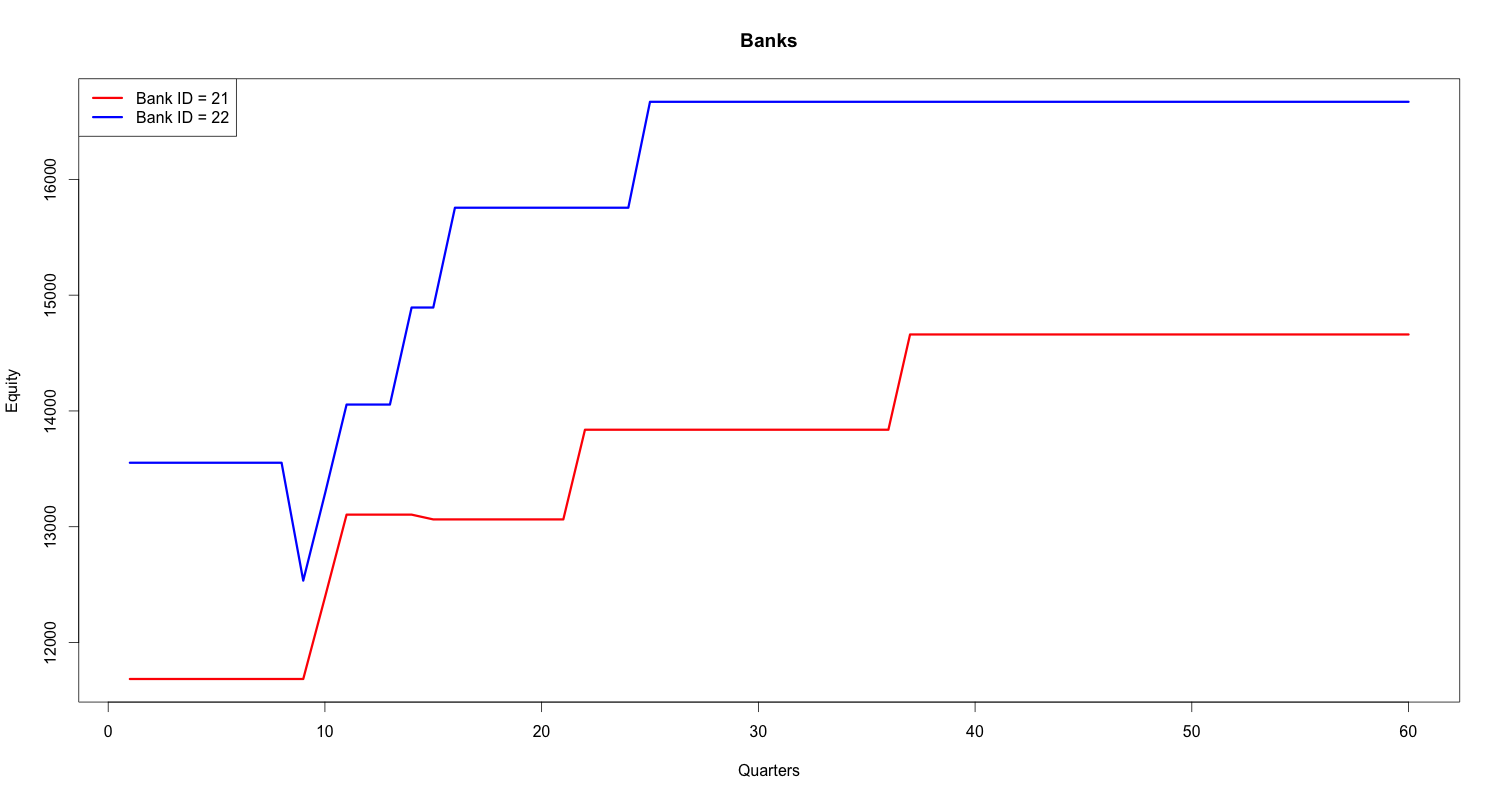 Banks
Bank ID = 21
Bank ID = 22
Equity
16000
15000
14000
13000
12000
0 10 20 30 40 50 60
Quarters